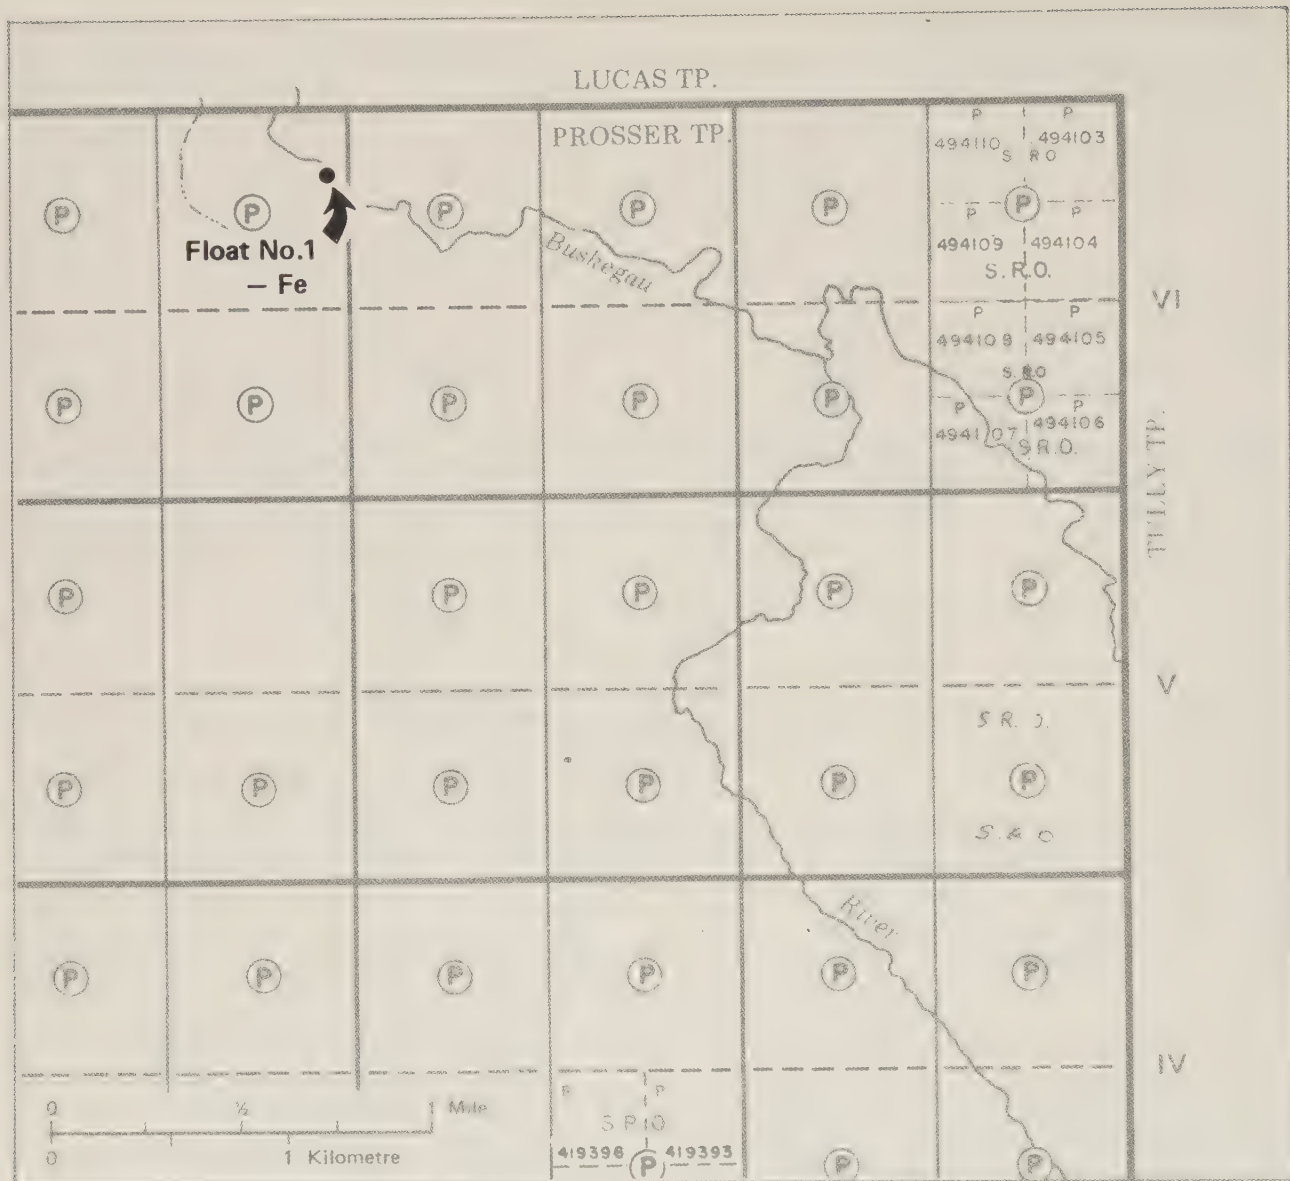 LUCAS TP.
PROSSER TP.
P P
494110 494103
S R O
P P P P P P
P P
494109 494104
S. R. O.
Float No.1
— Fe
Buskegau
VI
P P
494108 494105
S. R O
P P P P P P
P P
494107 494106
S R.O.
TULLY TP.
P P P P P
V
S R. O.
P P P P P P
S. R O
River
P P P P P P
IV
0 ½ 1 Mile
P P
S R O
0 1 Kilometre
419396 419393
P P P